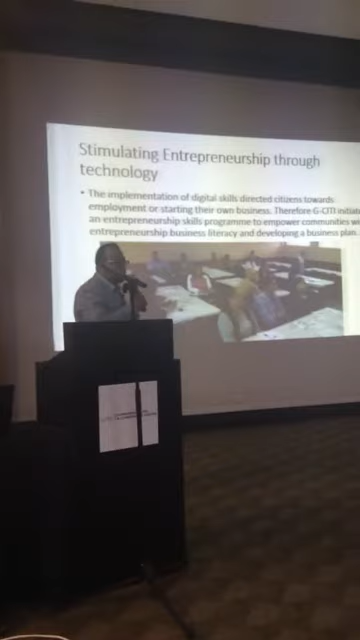 Stimulating Entrepreneurship through
technology
• The implementation of digital skills directed citizens towards
employment or starting their own business. Therefore G-CITI initiat
an entrepreneurship skills programme to empower communities wi
entrepreneurship business literacy and developing a business plan.